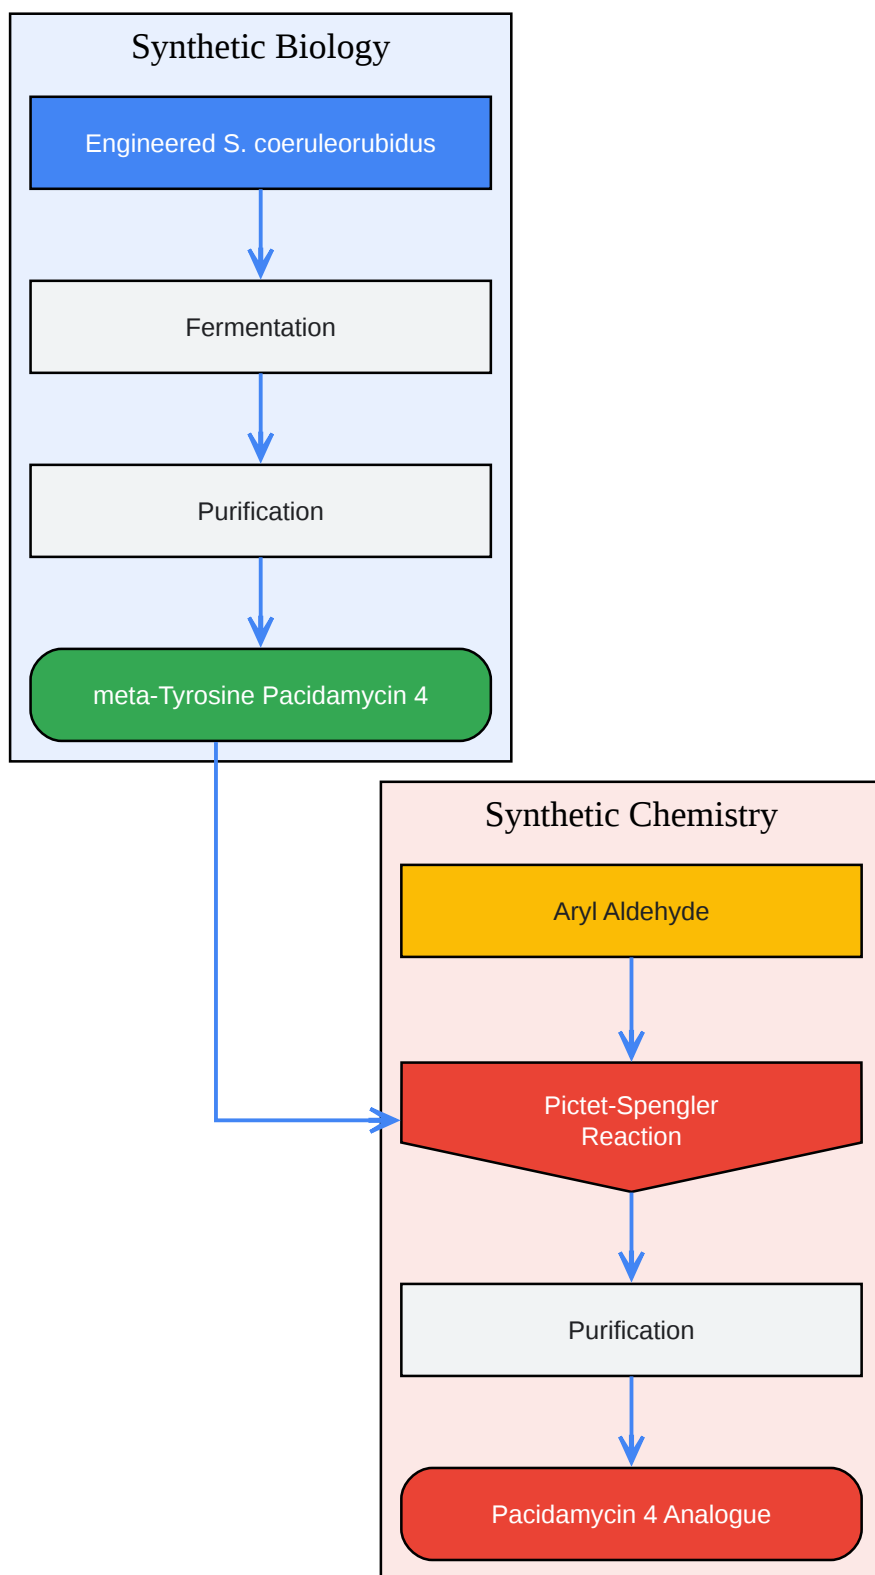 Synthetic Biology
Engineered S. coeruleorubidus
Fermentation
Purification
meta-Tyrosine Pacidamycin 4
Synthetic Chemistry
Aryl Aldehyde
Pictet-Spengler
Reaction
Purification
Pacidamycin 4 Analogue